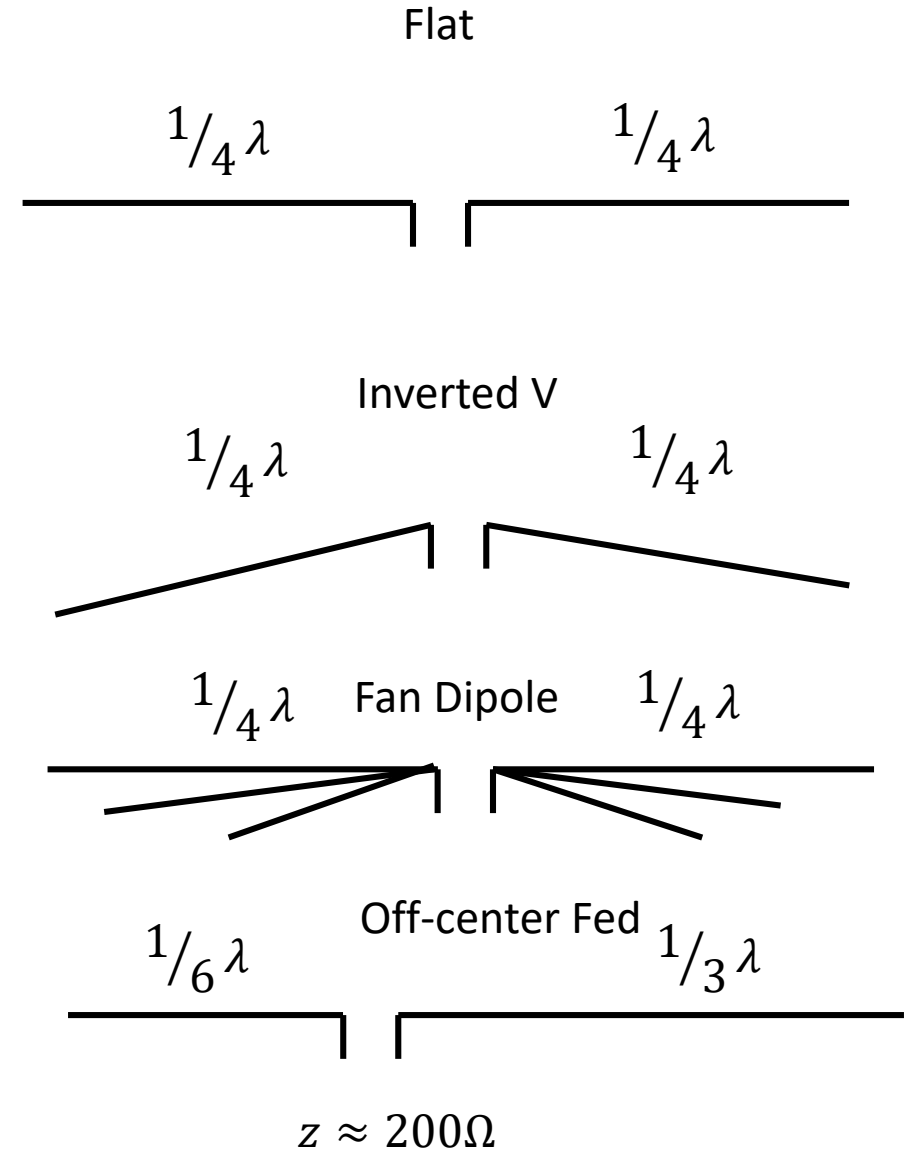 Flat
1/4 λ 1/4 λ
Inverted V
1/4 λ 1/4 λ
1/4 λ Fan Dipole 1/4 λ
Off-center Fed
1/6 λ 1/3 λ
z ≈ 200Ω